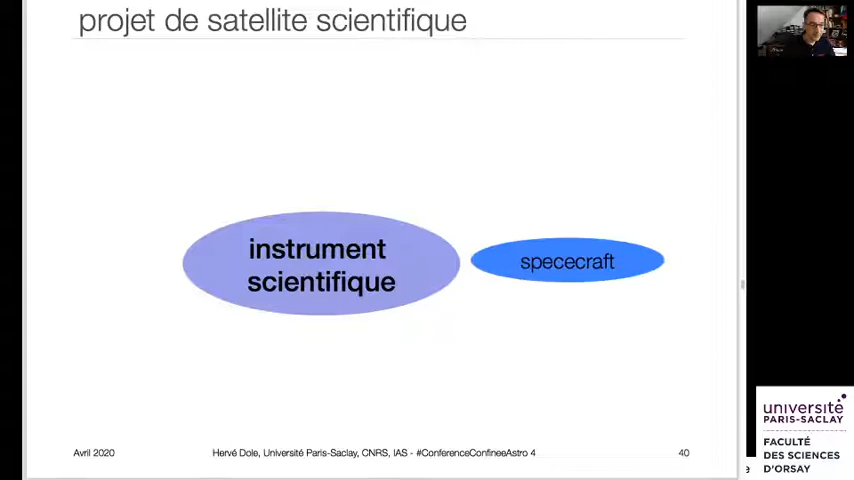 projet de satellite scientifique
instrument
scientifique
spececraft
Avril 2020
Hervé Dole, Université Paris-Saclay, CNRS, IAS - #ConferenceConfineeAstro 4
40
université
PARIS-SACLAY
FACULTÉ
DES SCIENCES
D'ORSAY
e